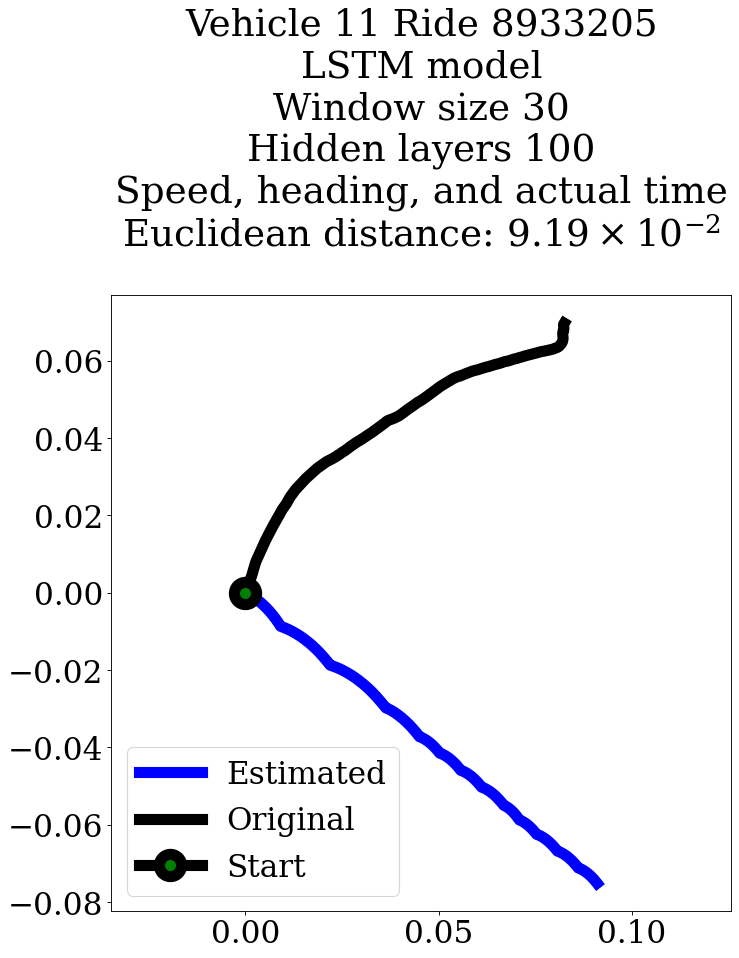 Vehicle 11 Ride 8933205
LSTM model
Window size 30
Hidden layers 100
Speed, heading, and actual time
Euclidean distance: 9.19 × 10⁻²
0.06
0.04
0.02
0.00
−0.02
−0.04
−0.06
−0.08
Estimated
Original
Start
0.00 0.05 0.10